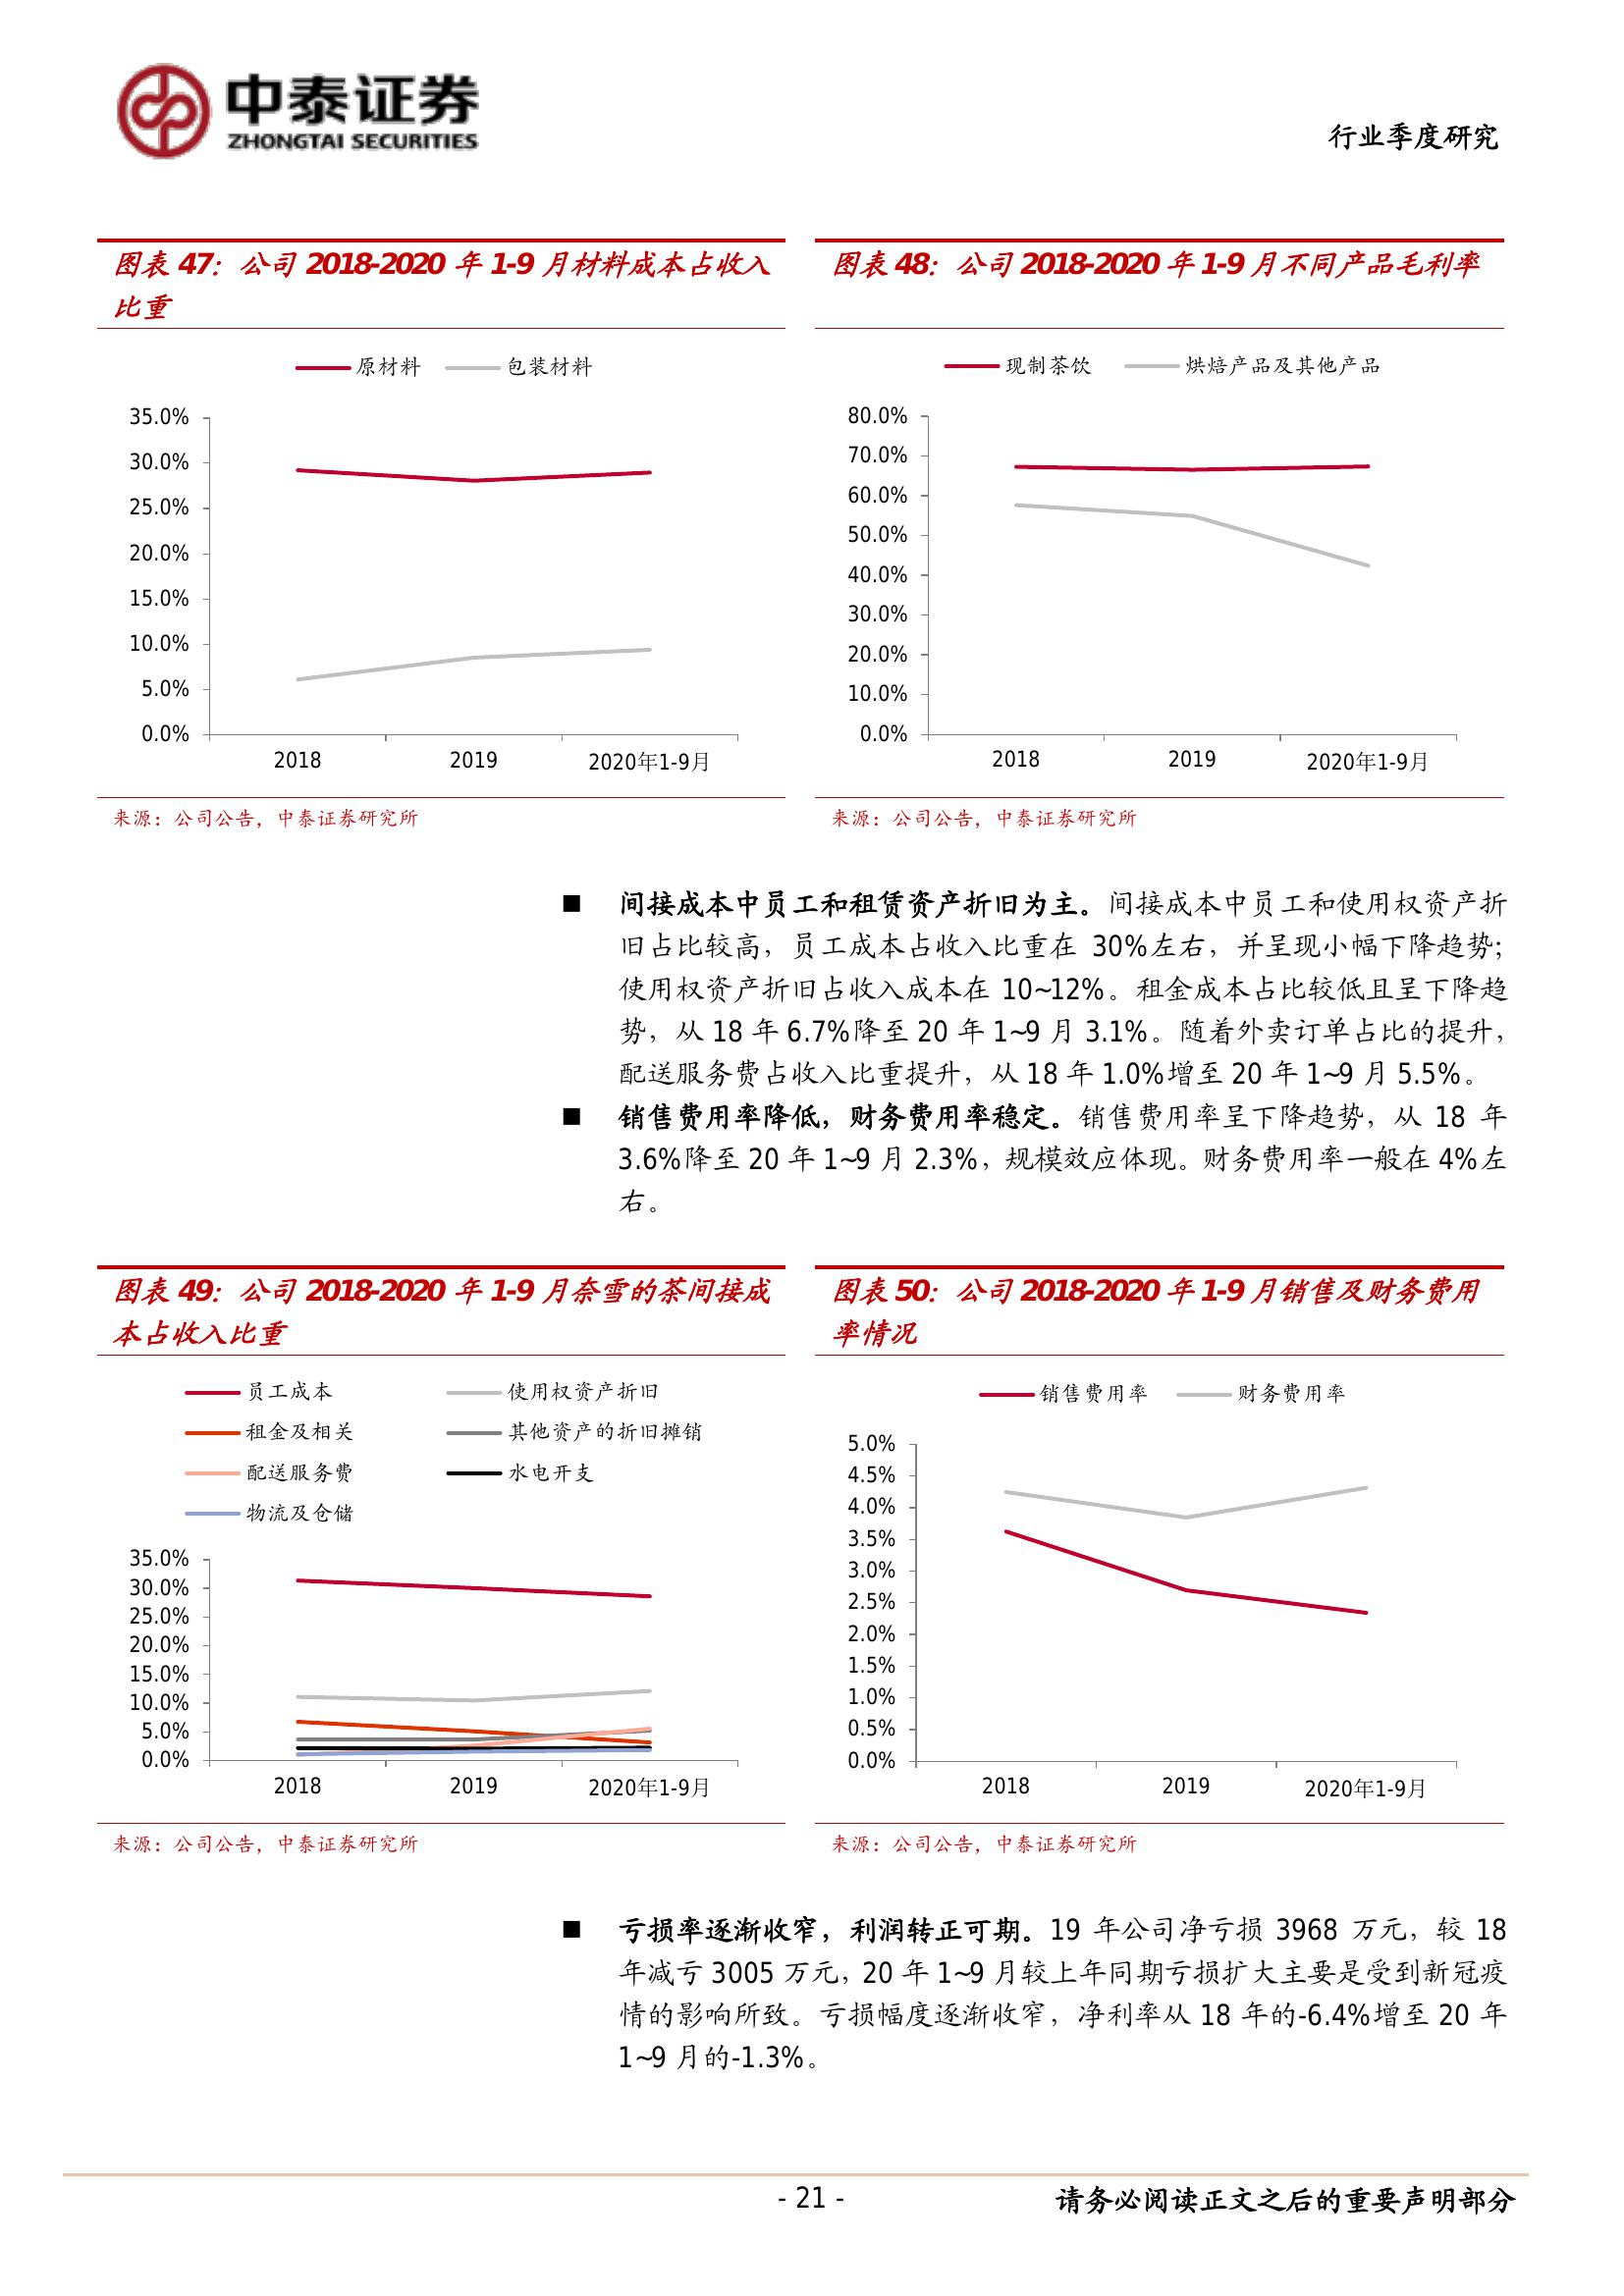 中泰证券
ZHONGTAI SECURITIES
行业季度研究
图表 47：公司 2018-2020 年 1-9 月材料成本占收入
比重
原材料 包装材料
35.0%
30.0%
25.0%
20.0%
15.0%
10.0%
5.0%
0.0%
2018 2019 2020年1-9月
来源：公司公告，中泰证券研究所
图表 48：公司 2018-2020 年 1-9 月不同产品毛利率
现制茶饮 烘焙产品及其他产品
80.0%
70.0%
60.0%
50.0%
40.0%
30.0%
20.0%
10.0%
0.0%
2018 2019 2020年1-9月
来源：公司公告，中泰证券研究所
■ 间接成本中员工和租赁资产折旧为主。间接成本中员工和使用权资产折
旧占比较高，员工成本占收入比重在 30%左右，并呈现小幅下降趋势；
使用权资产折旧占收入成本在 10~12%。租金成本占比较低且呈下降趋
势，从 18 年 6.7%降至 20 年 1~9 月 3.1%。随着外卖订单占比的提升，
配送服务费占收入比重提升，从 18 年 1.0%增至 20 年 1~9 月 5.5%。
■ 销售费用率降低，财务费用率稳定。销售费用率呈下降趋势，从 18 年
3.6%降至 20 年 1~9 月 2.3%，规模效应体现。财务费用率一般在 4%左
右。
图表 49：公司 2018-2020 年 1-9 月奈雪的茶间接成
本占收入比重
员工成本 使用权资产折旧
租金及相关 其他资产的折旧摊销
配送服务费 水电开支
物流及仓储
35.0%
30.0%
25.0%
20.0%
15.0%
10.0%
5.0%
0.0%
2018 2019 2020年1-9月
来源：公司公告，中泰证券研究所
图表 50：公司 2018-2020 年 1-9 月销售及财务费用
率情况
销售费用率 财务费用率
5.0%
4.5%
4.0%
3.5%
3.0%
2.5%
2.0%
1.5%
1.0%
0.5%
0.0%
2018 2019 2020年1-9月
来源：公司公告，中泰证券研究所
■ 亏损率逐渐收窄，利润转正可期。19 年公司净亏损 3968 万元，较 18
年减亏 3005 万元，20 年 1~9 月较上年同期亏损扩大主要是受到新冠疫
情的影响所致。亏损幅度逐渐收窄，净利率从 18 年的-6.4%增至 20 年
1~9 月的-1.3%。
- 21 -
请务必阅读正文之后的重要声明部分